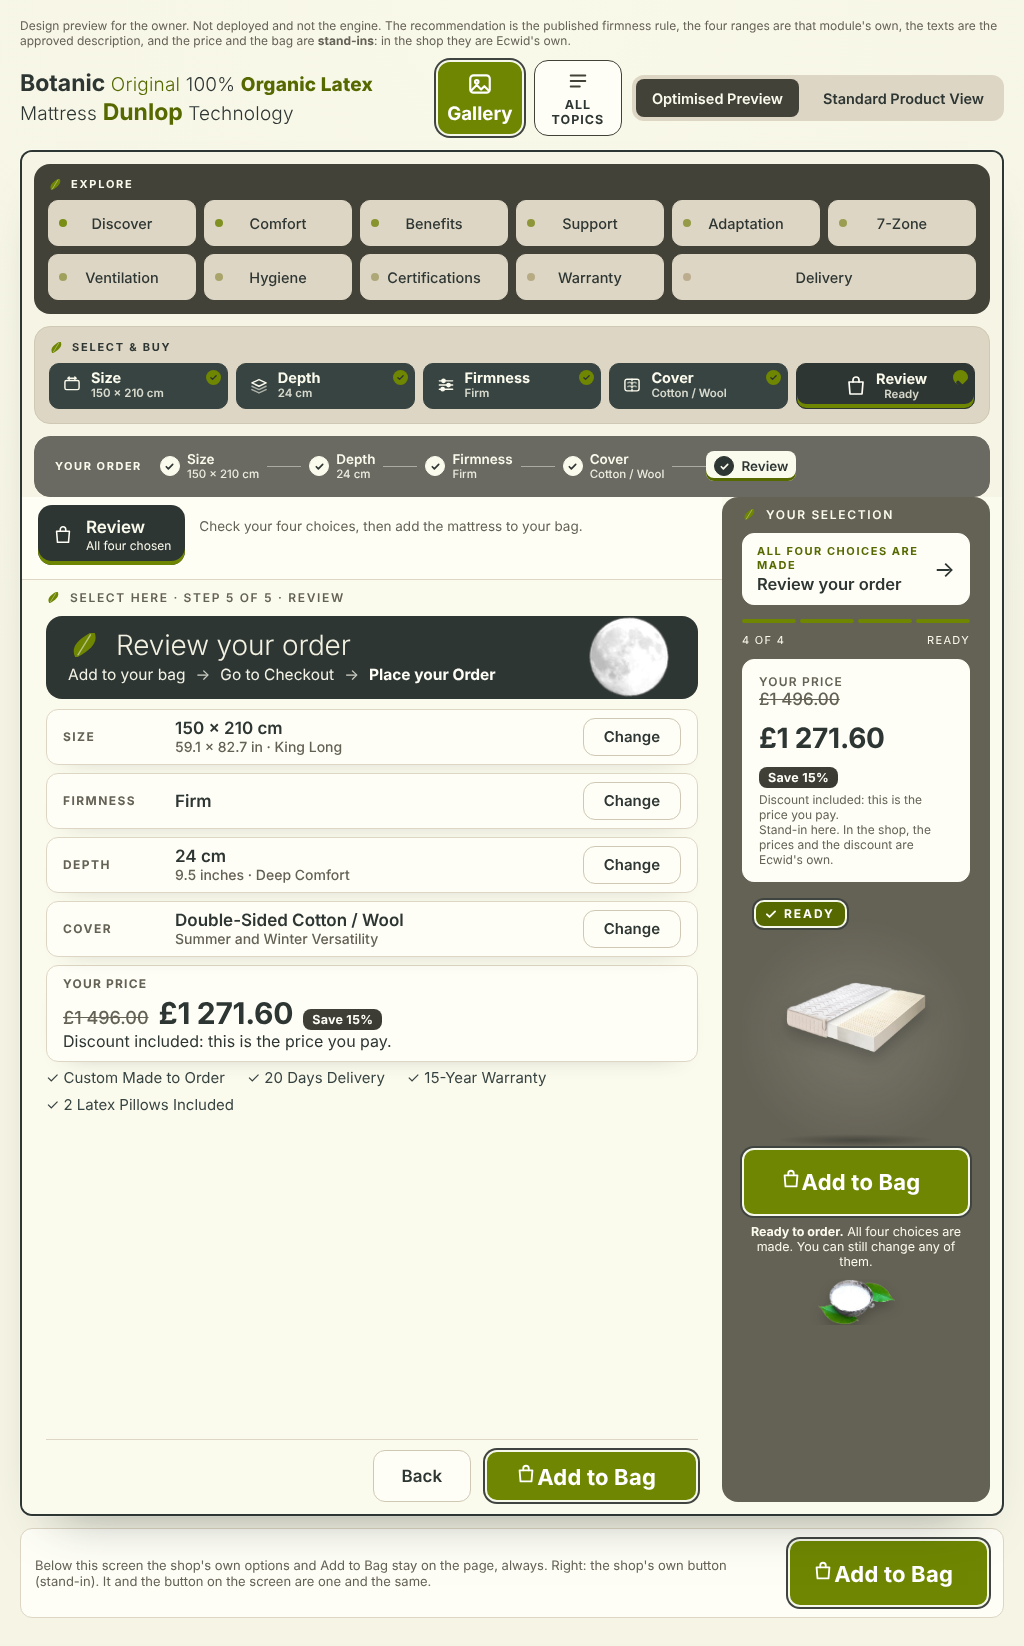 Design preview for the owner. Not deployed and not the engine. The recommendation is the published firmness rule, the four ranges are that module's own, the texts are the
approved description, and the price and the bag are stand-ins: in the shop they are Ecwid's own.
Botanic Original 100% Organic Latex
Mattress Dunlop Technology
Gallery
ALL
TOPICS
Optimised Preview
Standard Product View
EXPLORE
Discover
Comfort
Benefits
Support
Adaptation
7-Zone
Ventilation
Hygiene
Certifications
Warranty
Delivery
SELECT & BUY
Size
150 × 210 cm
Depth
24 cm
Firmness
Firm
Cover
Cotton / Wool
Review
Ready
YOUR ORDER
Size
150 × 210 cm
Depth
24 cm
Firmness
Firm
Cover
Cotton / Wool
Review
Review
All four chosen
Check your four choices, then add the mattress to your bag.
SELECT HERE · STEP 5 OF 5 · REVIEW
Review your order
Add to your bag → Go to Checkout → Place your Order
SIZE
150 × 210 cm
59.1 × 82.7 in · King Long
Change
FIRMNESS
Firm
Change
DEPTH
24 cm
9.5 inches · Deep Comfort
Change
COVER
Double-Sided Cotton / Wool
Summer and Winter Versatility
Change
YOUR PRICE
£1 496.00 £1 271.60 Save 15%
Discount included: this is the price you pay.
✓ Custom Made to Order ✓ 20 Days Delivery ✓ 15-Year Warranty
✓ 2 Latex Pillows Included
Back
Add to Bag
YOUR SELECTION
ALL FOUR CHOICES ARE
MADE
Review your order →
4 OF 4
READY
YOUR PRICE
£1 496.00
£1 271.60
Save 15%
Discount included: this is the
price you pay.
Stand-in here. In the shop, the
prices and the discount are
Ecwid's own.
✓ READY
Add to Bag
Ready to order. All four choices are
made. You can still change any of
them.
Below this screen the shop's own options and Add to Bag stay on the page, always. Right: the shop's own button
(stand-in). It and the button on the screen are one and the same.
Add to Bag